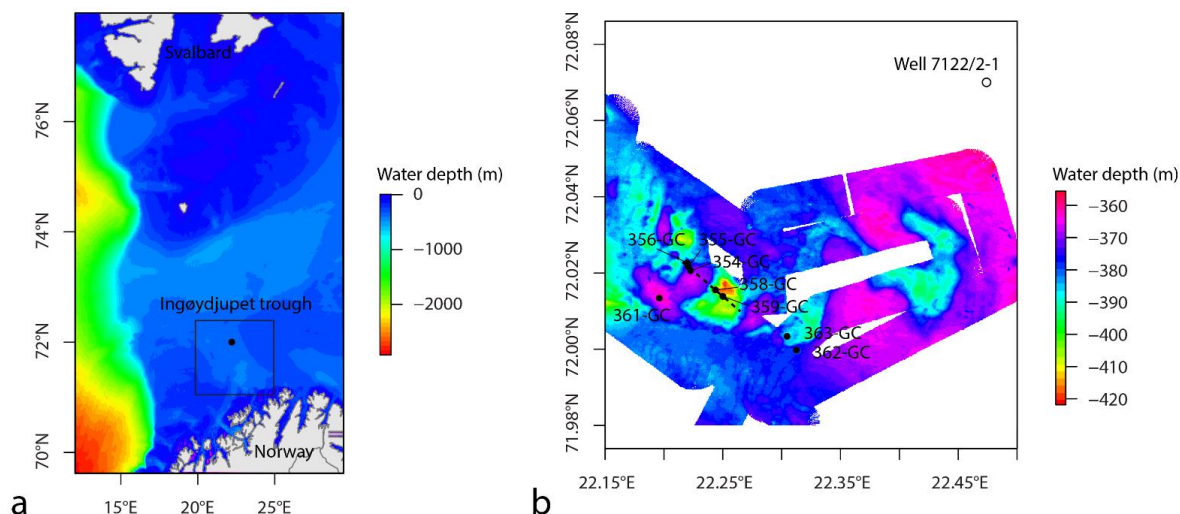 Svalbard
76°N
74°N
72°N
70°N
Ingøydjupet trough
Norway
15°E
20°E
25°E
Water depth (m)
0
−1000
−2000
a
72.08°N
72.06°N
72.04°N
72.02°N
72.00°N
71.98°N
Well 7122/2-1
356-GC
355-GC
354-GC
358-GC
359-GC
361-GC
363-GC
362-GC
22.15°E
22.25°E
22.35°E
22.45°E
Water depth (m)
−360
−370
−380
−390
−400
−410
−420
b